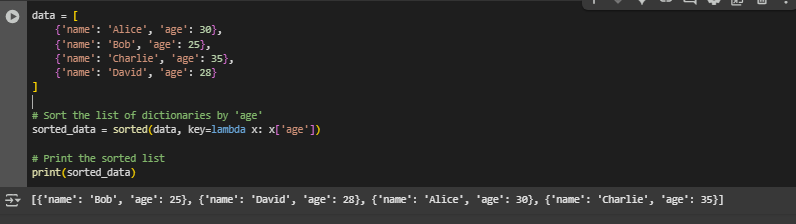 data = [
    {'name': 'Alice', 'age': 30},
    {'name': 'Bob', 'age': 25},
    {'name': 'Charlie', 'age': 35},
    {'name': 'David', 'age': 28}
]
# Sort the list of dictionaries by 'age'
sorted_data = sorted(data, key=lambda x: x['age'])
# Print the sorted list
print(sorted_data)
[{'name': 'Bob', 'age': 25}, {'name': 'David', 'age': 28}, {'name': 'Alice', 'age': 30}, {'name': 'Charlie', 'age': 35}]